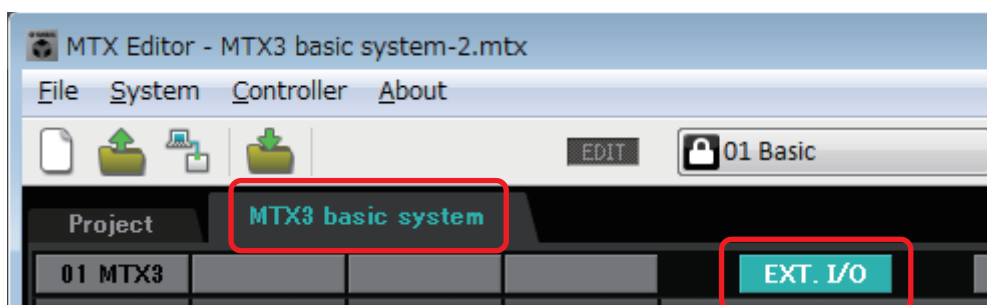 MTX Editor - MTX3 basic system-2.mtx
File System Controller About
EDIT 01 Basic
Project MTX3 basic system
01 MTX3 EXT. I/O